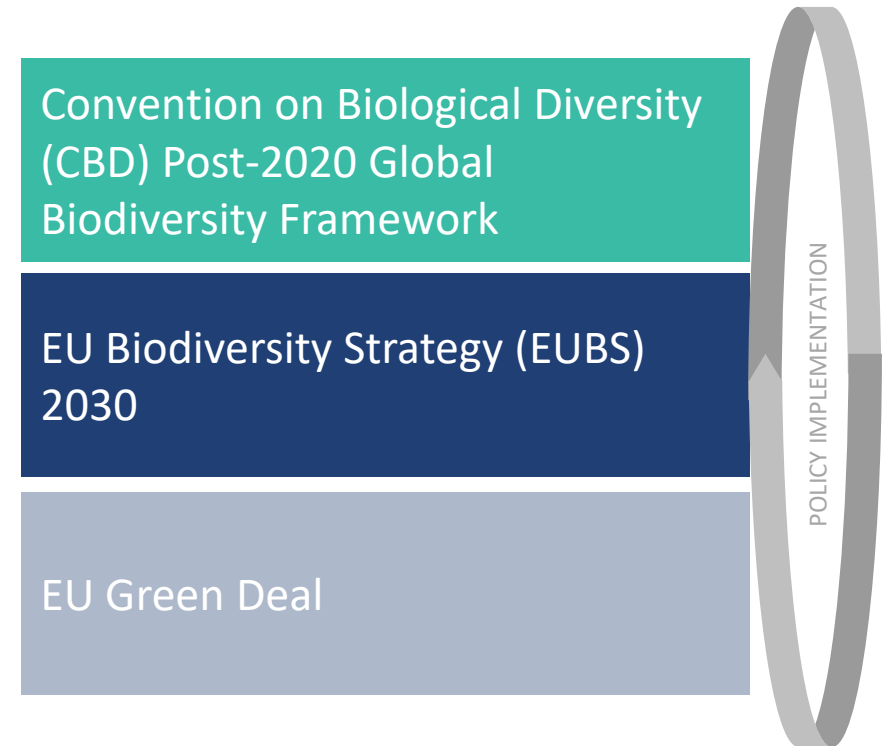 Convention on Biological Diversity
(CBD) Post-2020 Global
Biodiversity Framework
EU Biodiversity Strategy (EUBS)
2030
EU Green Deal
POLICY IMPLEMENTATION